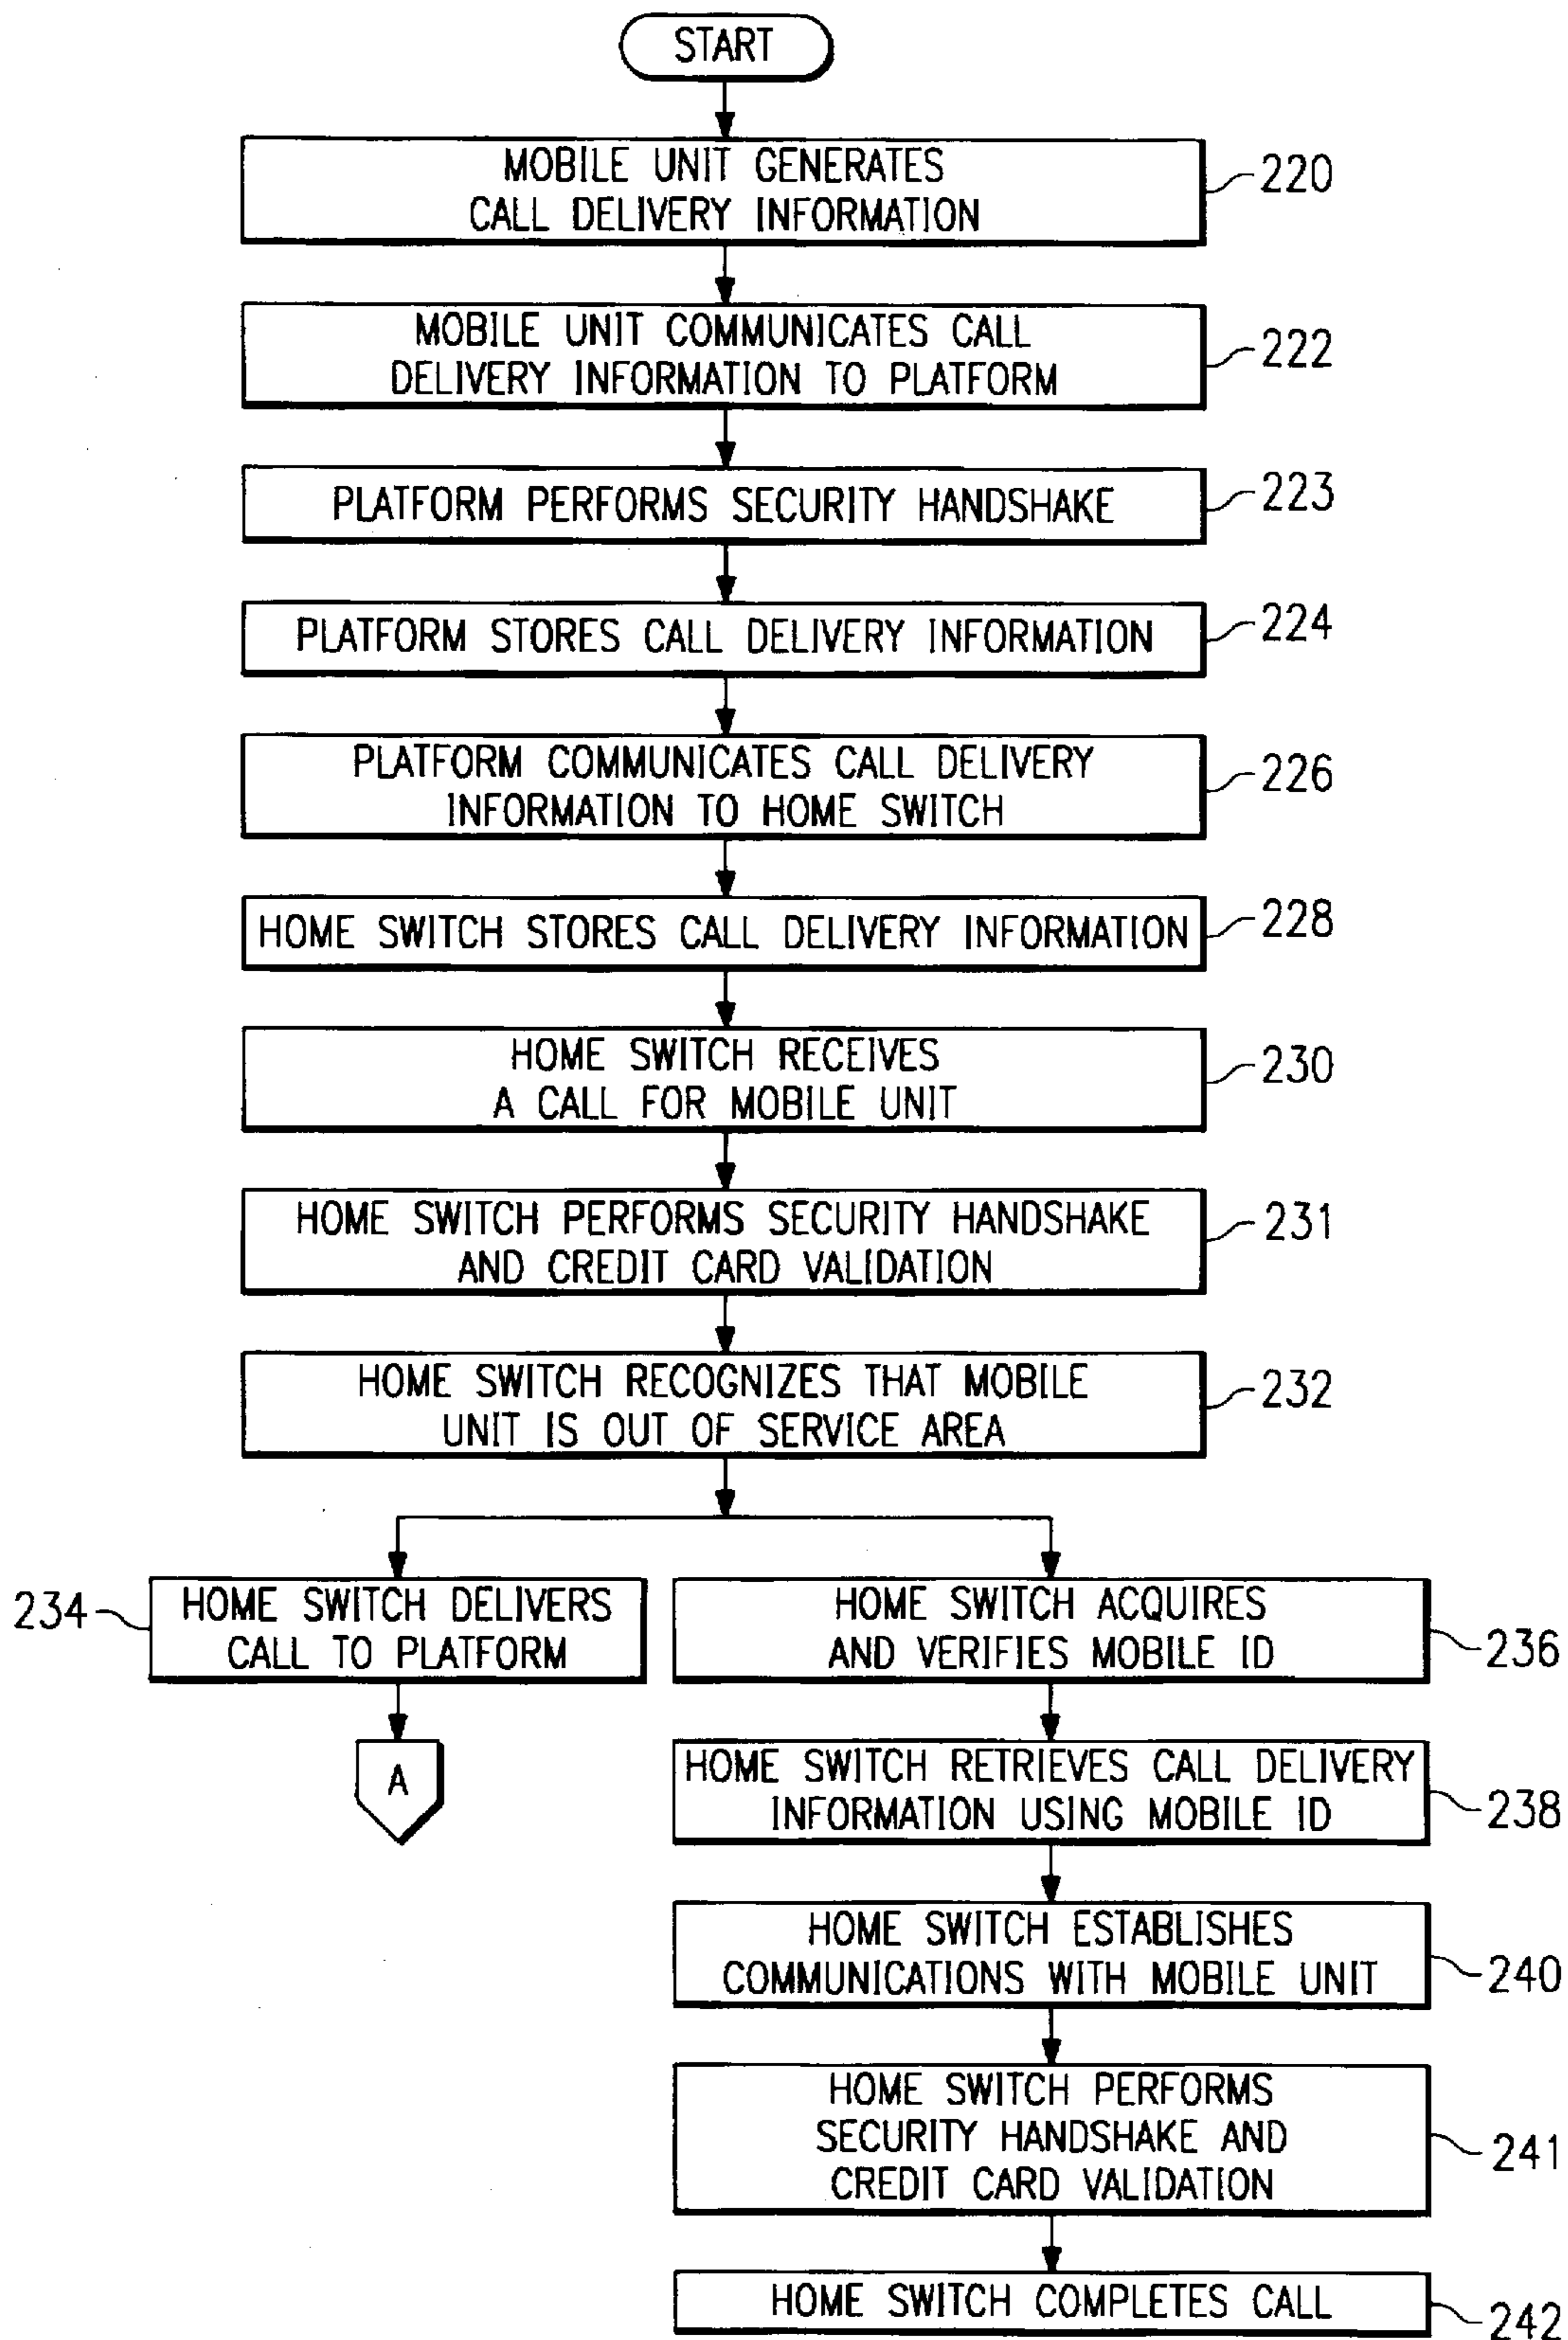 START
MOBILE UNIT GENERATES
CALL DELIVERY INFORMATION
220
MOBILE UNIT COMMUNICATES CALL
DELIVERY INFORMATION TO PLATFORM
222
PLATFORM PERFORMS SECURITY HANDSHAKE
223
PLATFORM STORES CALL DELIVERY INFORMATION
224
PLATFORM COMMUNICATES CALL DELIVERY
INFORMATION TO HOME SWITCH
226
HOME SWITCH STORES CALL DELIVERY INFORMATION
228
HOME SWITCH RECEIVES
A CALL FOR MOBILE UNIT
230
HOME SWITCH PERFORMS SECURITY HANDSHAKE
AND CREDIT CARD VALIDATION
231
HOME SWITCH RECOGNIZES THAT MOBILE
UNIT IS OUT OF SERVICE AREA
232
234
HOME SWITCH DELIVERS
CALL TO PLATFORM
A
HOME SWITCH ACQUIRES
AND VERIFIES MOBILE ID
236
HOME SWITCH RETRIEVES CALL DELIVERY
INFORMATION USING MOBILE ID
238
HOME SWITCH ESTABLISHES
COMMUNICATIONS WITH MOBILE UNIT
240
HOME SWITCH PERFORMS
SECURITY HANDSHAKE AND
CREDIT CARD VALIDATION
241
HOME SWITCH COMPLETES CALL
242